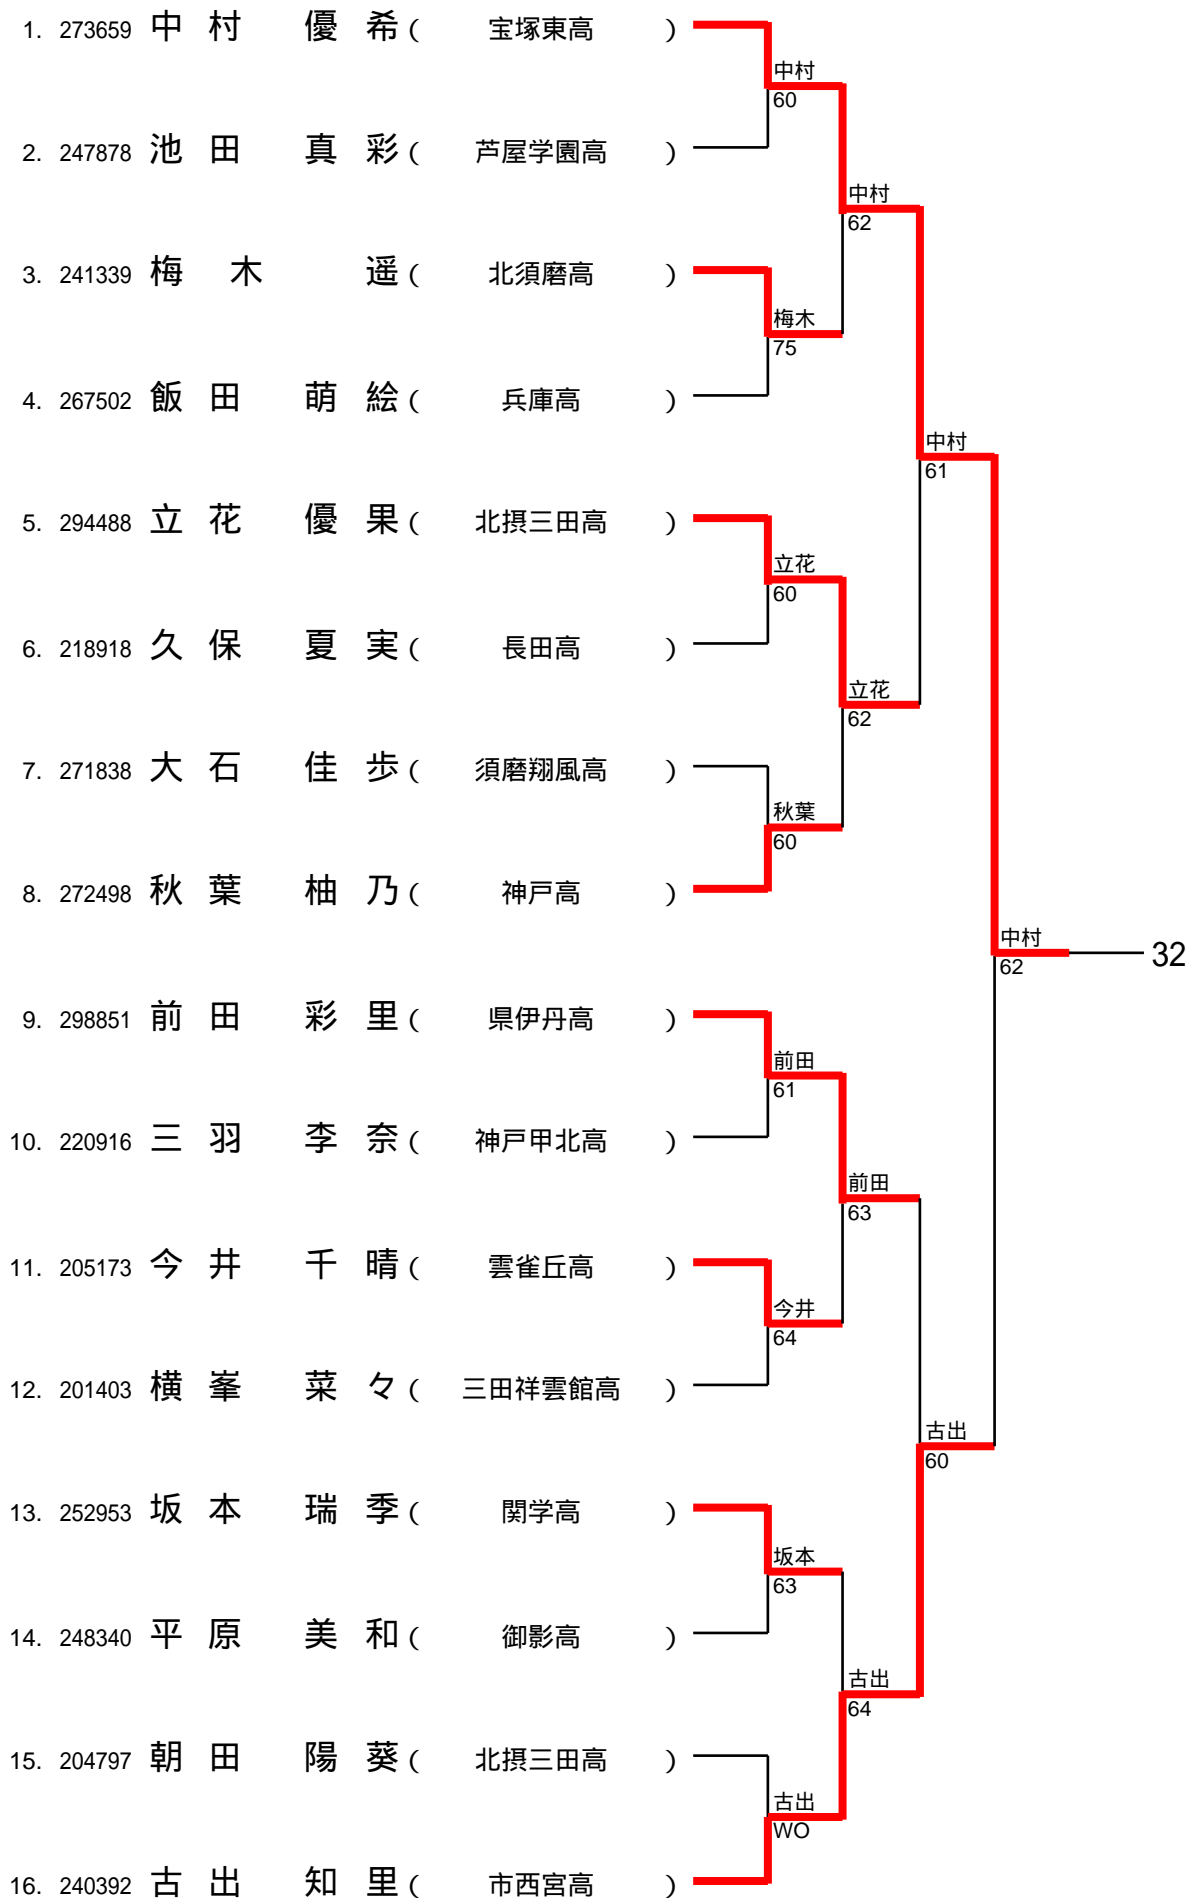 1. 273659 中村 優希 ( 宝塚東高 )
中村
60
2. 247878 池田 真彩 ( 芦屋学園高 )
中村
62
3. 241339 梅木 遥 ( 北須磨高 )
梅木
75
4. 267502 飯田 萌絵 ( 兵庫高 )
中村
61
5. 294488 立花 優果 ( 北摂三田高 )
立花
60
6. 218918 久保 夏実 ( 長田高 )
立花
62
7. 271838 大石 佳歩 ( 須磨翔風高 )
秋葉
60
8. 272498 秋葉 柚乃 ( 神戸高 )
中村
62
32
9. 298851 前田 彩里 ( 県伊丹高 )
前田
61
10. 220916 三羽 李奈 ( 神戸甲北高 )
前田
63
11. 205173 今井 千晴 ( 雲雀丘高 )
今井
64
12. 201403 横峯 菜々 ( 三田祥雲館高 )
古出
60
13. 252953 坂本 瑞季 ( 関学高 )
坂本
63
14. 248340 平原 美和 ( 御影高 )
古出
64
15. 204797 朝田 陽葵 ( 北摂三田高 )
古出
WO
16. 240392 古出 知里 ( 市西宮高 )